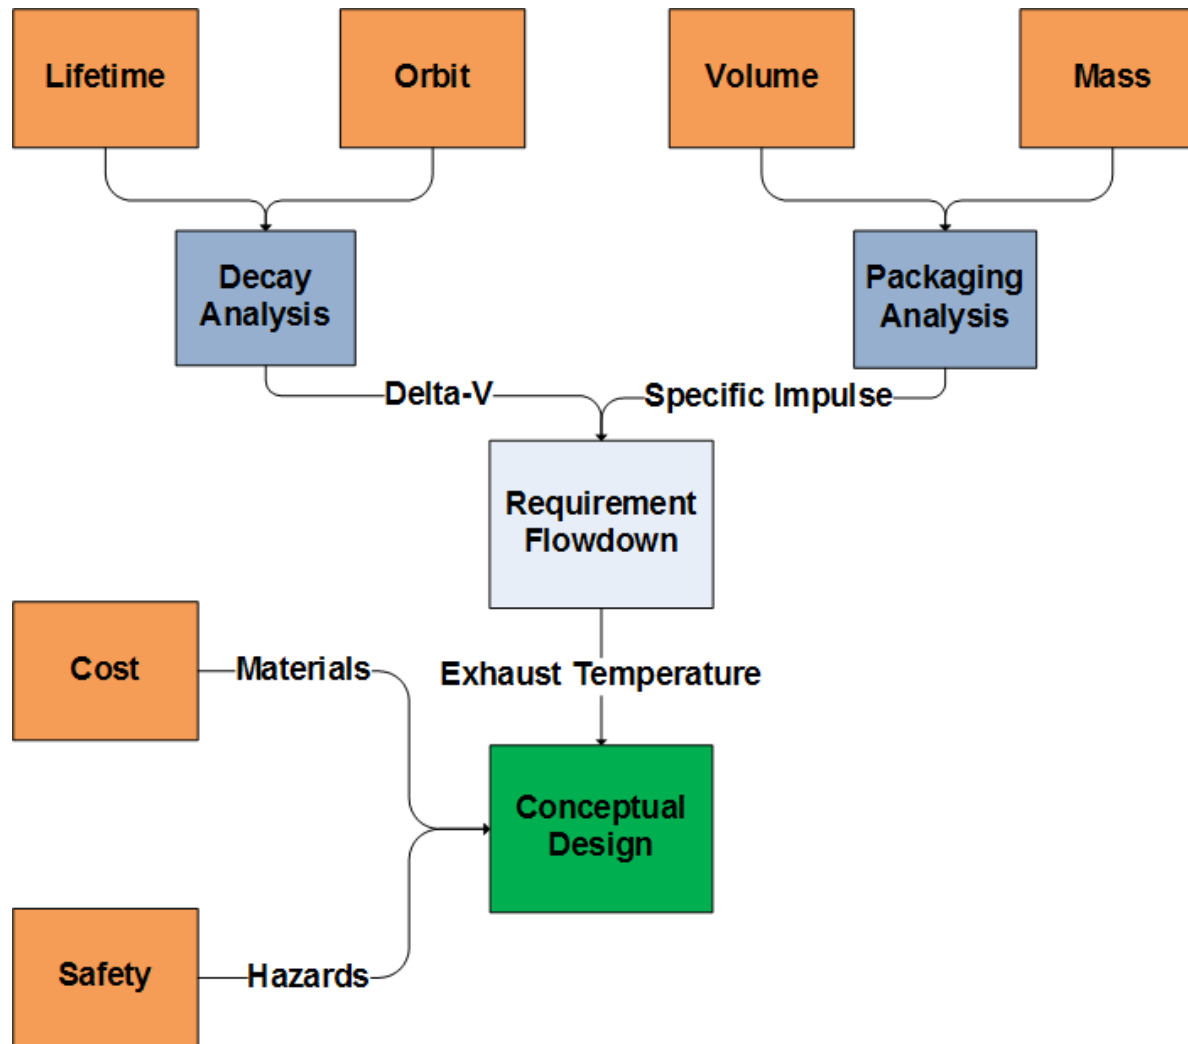 Lifetime
Orbit
Volume
Mass
Decay
Analysis
Packaging
Analysis
Delta-V
Specific Impulse
Requirement
Flowdown
Cost
Materials
Exhaust Temperature
Conceptual
Design
Safety
Hazards